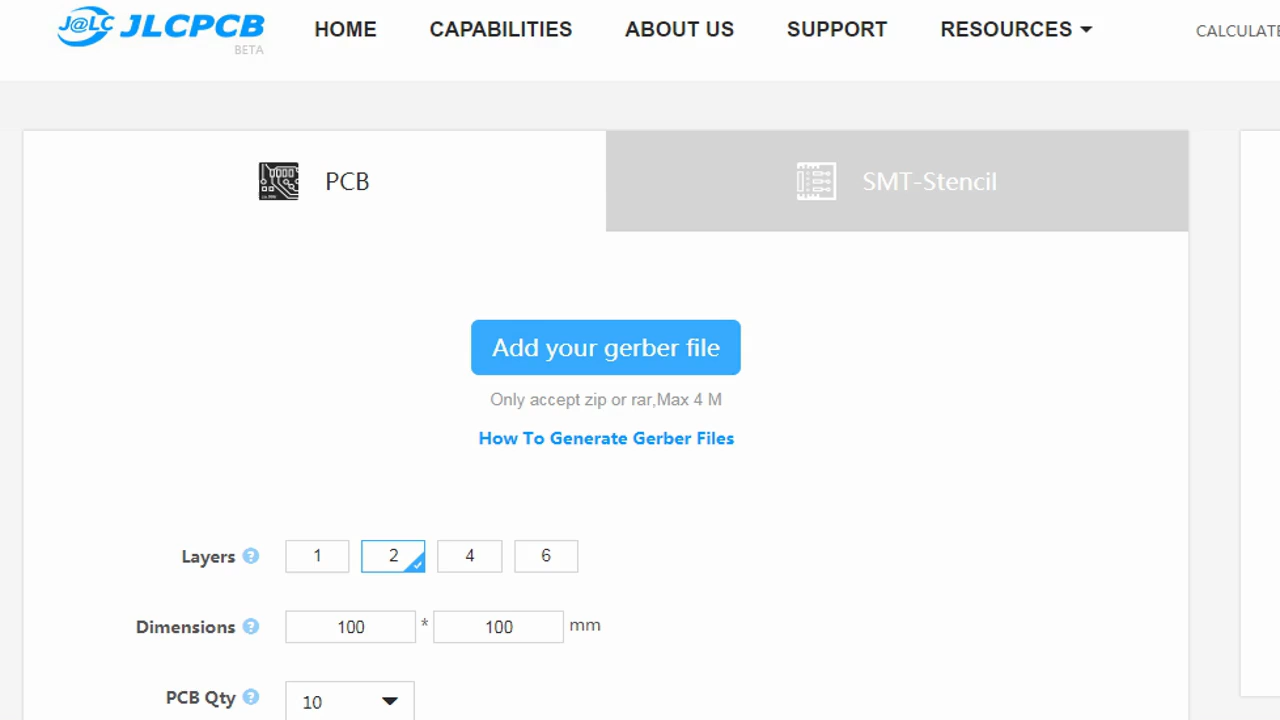 J@LC JLCPCB
BETA
HOME
CAPABILITIES
ABOUT US
SUPPORT
RESOURCES
CALCULATE
PCB
SMT-Stencil
Add your gerber file
Only accept zip or rar,Max 4 M
How To Generate Gerber Files
Layers ? 1 2 4 6
Dimensions ? 100 * 100 mm
PCB Qty ? 10